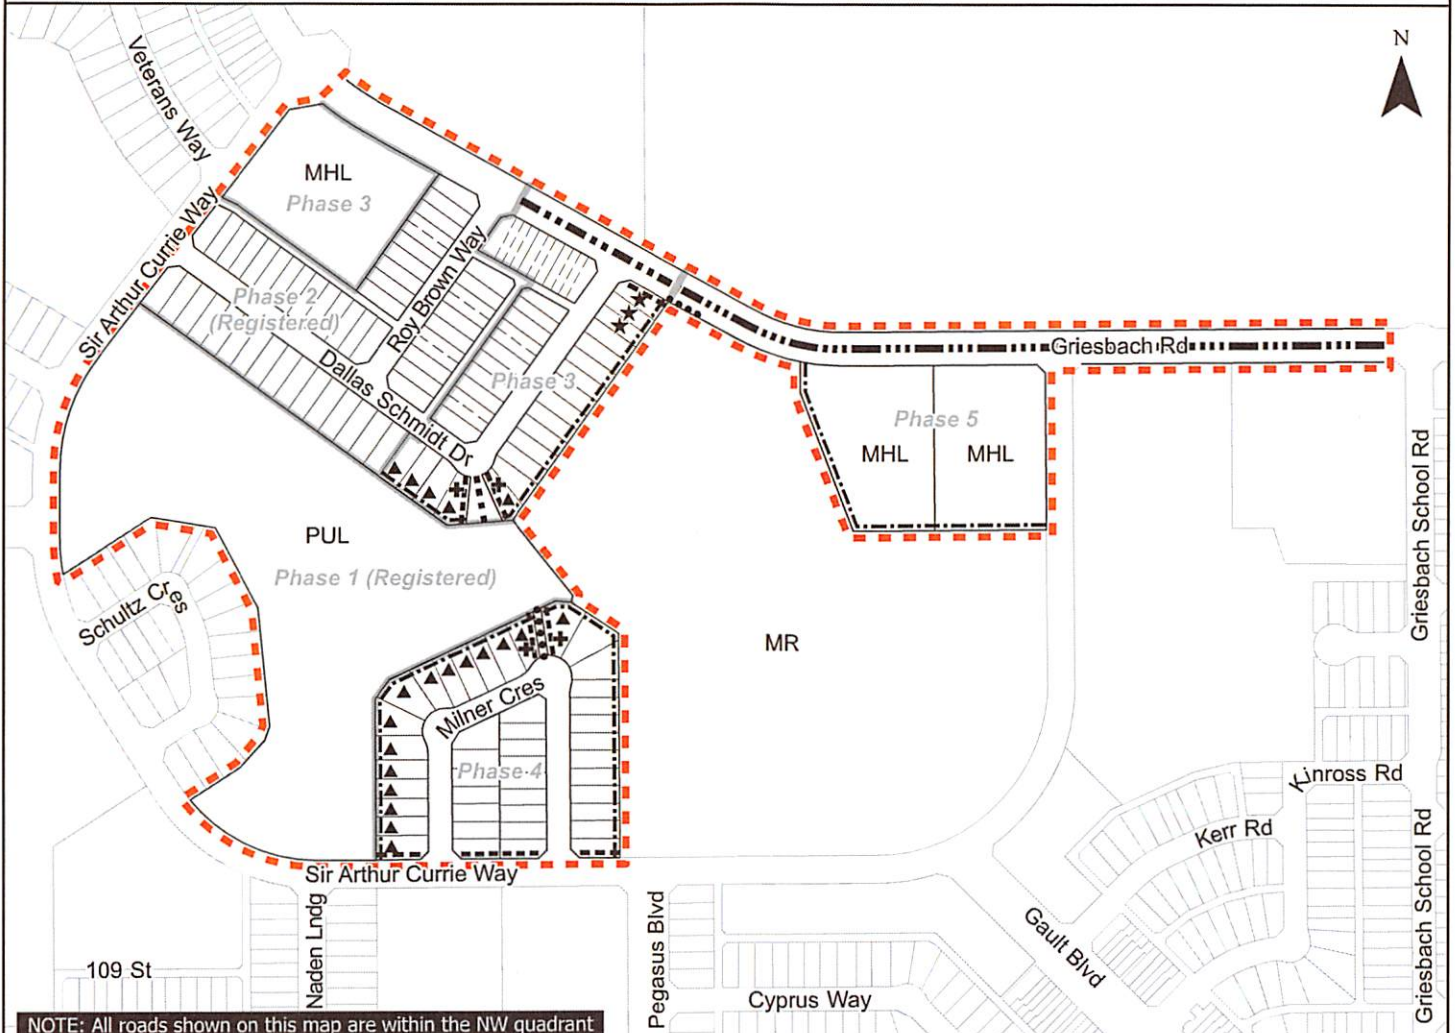 N
Veterans Way
MHL
Phase 3
Sir Arthur Currie Way
Roy Brown Way
Phase 2
(Registered)
Dallas Schmidt Dr
Phase 3
Griesbach Rd
Phase 5
MHL
MHL
Griesbach School Rd
PUL
Phase 1 (Registered)
Schultz Cres
MR
Milner Cres
Phase 4
Kinross Rd
Kerr Rd
Sir Arthur Currie Way
Naden Lndg
Pegasus Blvd
Gault Blvd
Griesbach School Rd
109 St
Cyprus Way
NOTE: All roads shown on this map are within the NW quadrant